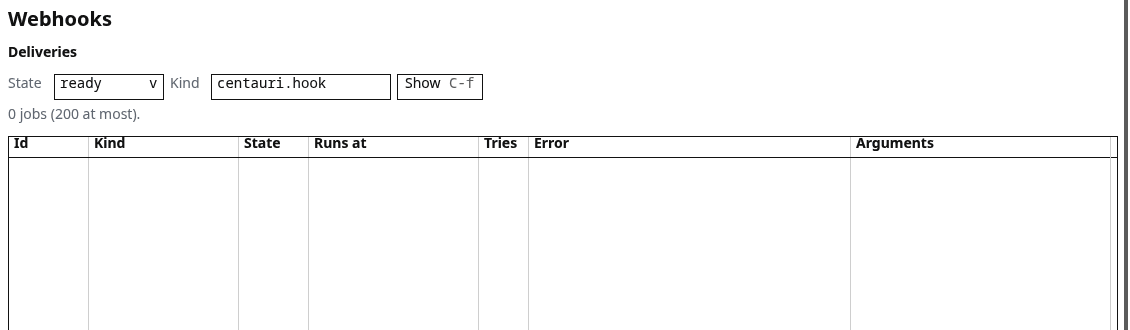 Webhooks
Deliveries
State ready v Kind centauri.hook Show C-f
0 jobs (200 at most).
Id Kind State Runs at Tries Error Arguments